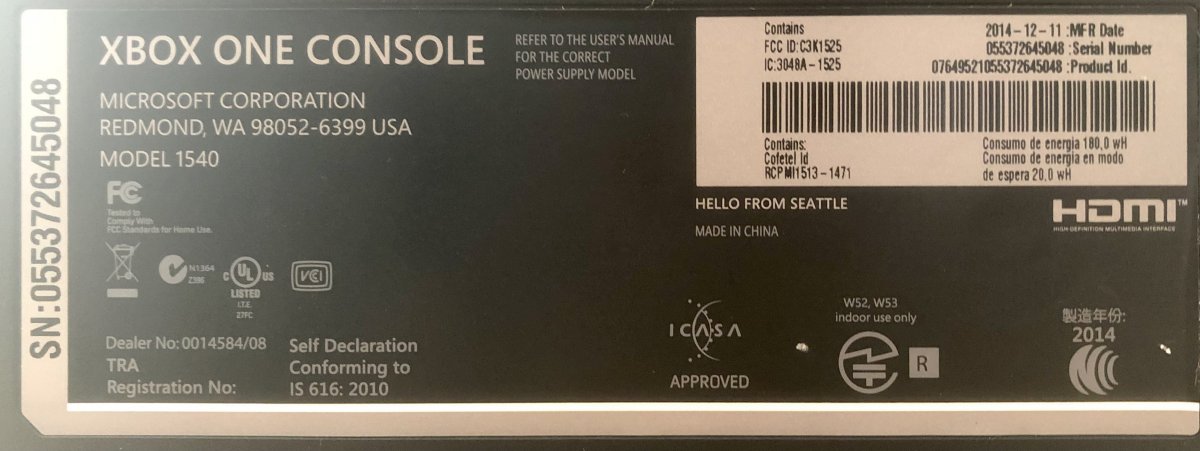 SN:055372645048
XBOX ONE CONSOLE
MICROSOFT CORPORATION
REDMOND, WA 98052-6399 USA
MODEL 1540
REFER TO THE USER'S MANUAL
FOR THE CORRECT
POWER SUPPLY MODEL
Contains
FCC ID:C3K1525
IC:3048A-1525
2014-12-11 :MFR Date
055372645048 :Serial Number
07649521055372645048 :Product Id.
Contains:
Cofetel Id
RCPMI1513-1471
Consumo de energia 180,0 wH
Consumo de energia en modo
de espera 20.0 wH
FC
Tested to
Comply With
FCC Standards for Home Use.
HELLO FROM SEATTLE
MADE IN CHINA
HDMI™
HIGH-DEFINITION MULTIMEDIA INTERFACE
N1364
Z386
C UL US
LISTED
I.T.E.
27FC
VCI
Dealer No: 0014584/08
TRA
Registration No:
Self Declaration
Conforming to
IS 616: 2010
ICASA
APPROVED
W52, W53
indoor use only
R
製造年份:
2014